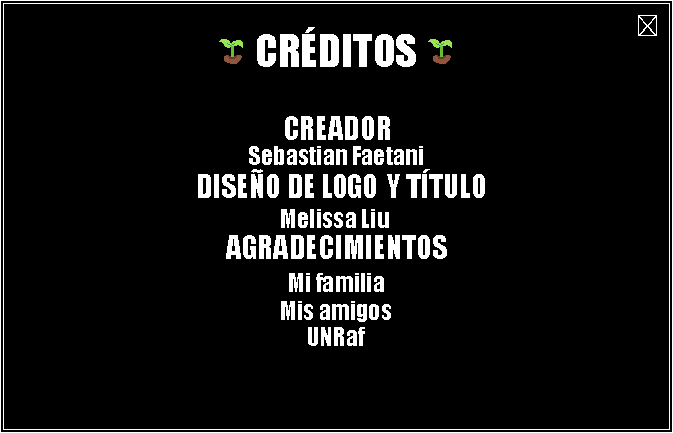 CRÉDITOS
CREADOR
Sebastian Faetani
DISEÑO DE LOGO Y TÍTULO
Melissa Liu
AGRADECIMIENTOS
Mi familia
Mis amigos
UNRaf